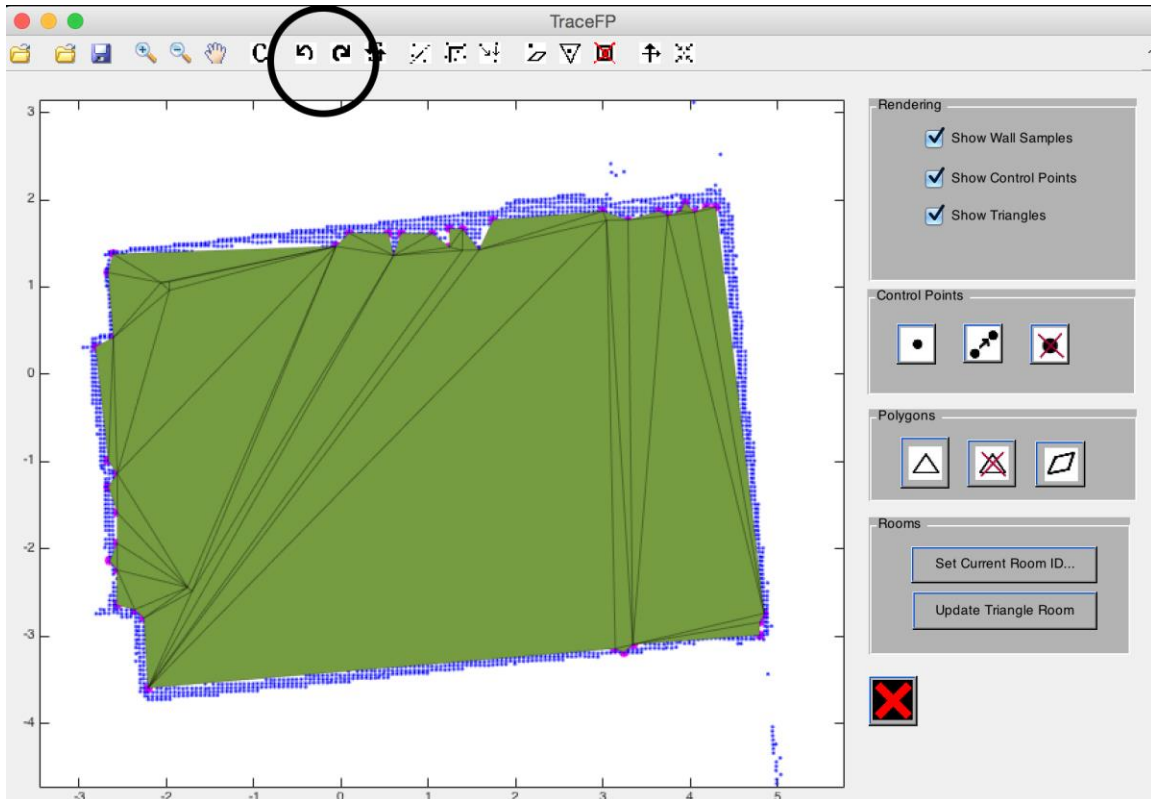 TraceFP
C
3
2
1
0
-1
-2
-3
-4
-3
-2
-1
0
1
2
3
4
5
Rendering
Show Wall Samples
Show Control Points
Show Triangles
Control Points
Polygons
Rooms
Set Current Room ID...
Update Triangle Room